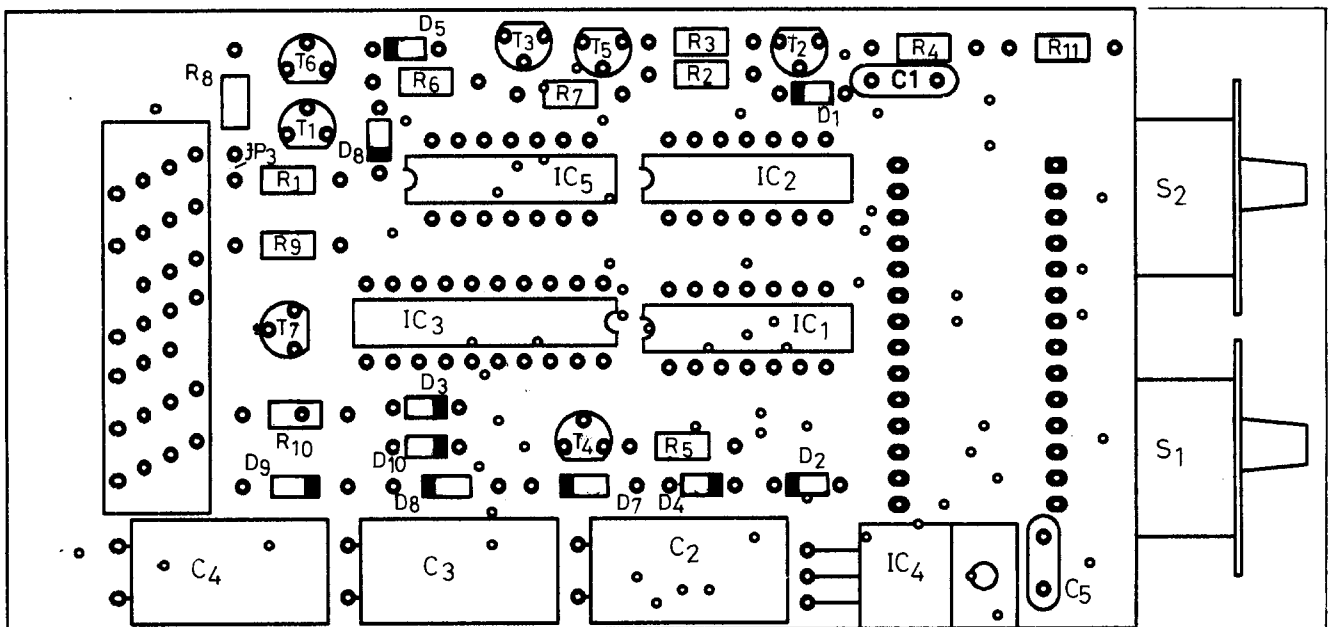 D5
T3
T5
R3
T2
R4
R11
T6
R8
R6
R7
R2
C1
D1
T1
D8
JP3
R1
IC5
IC2
S2
R9
IC3
IC1
T7
D3
R10
D10
T4
R5
D2
S1
D9
D8
D7
D4
C4
C3
C2
IC4
C5